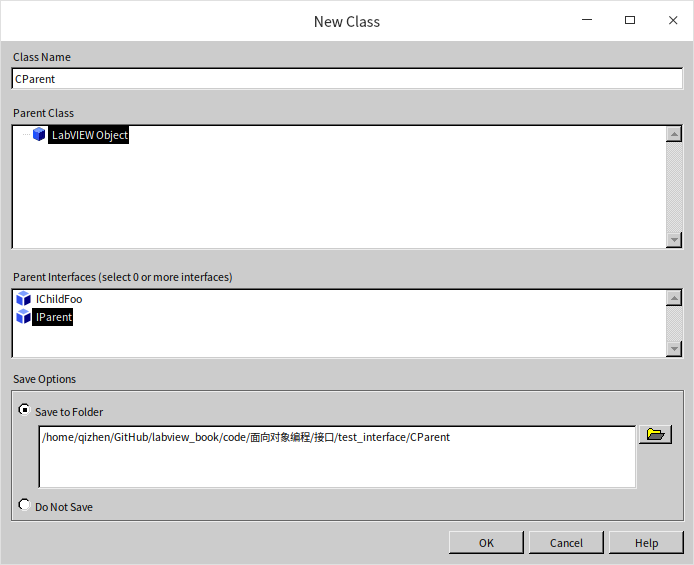 New Class
Class Name
CParent
Parent Class
LabVIEW Object
Parent Interfaces (select 0 or more interfaces)
IChildFoo
IParent
Save Options
Save to Folder
/home/qizhen/GitHub/labview_book/code/面向对象编程/接口/test_interface/CParent
Do Not Save
OK
Cancel
Help